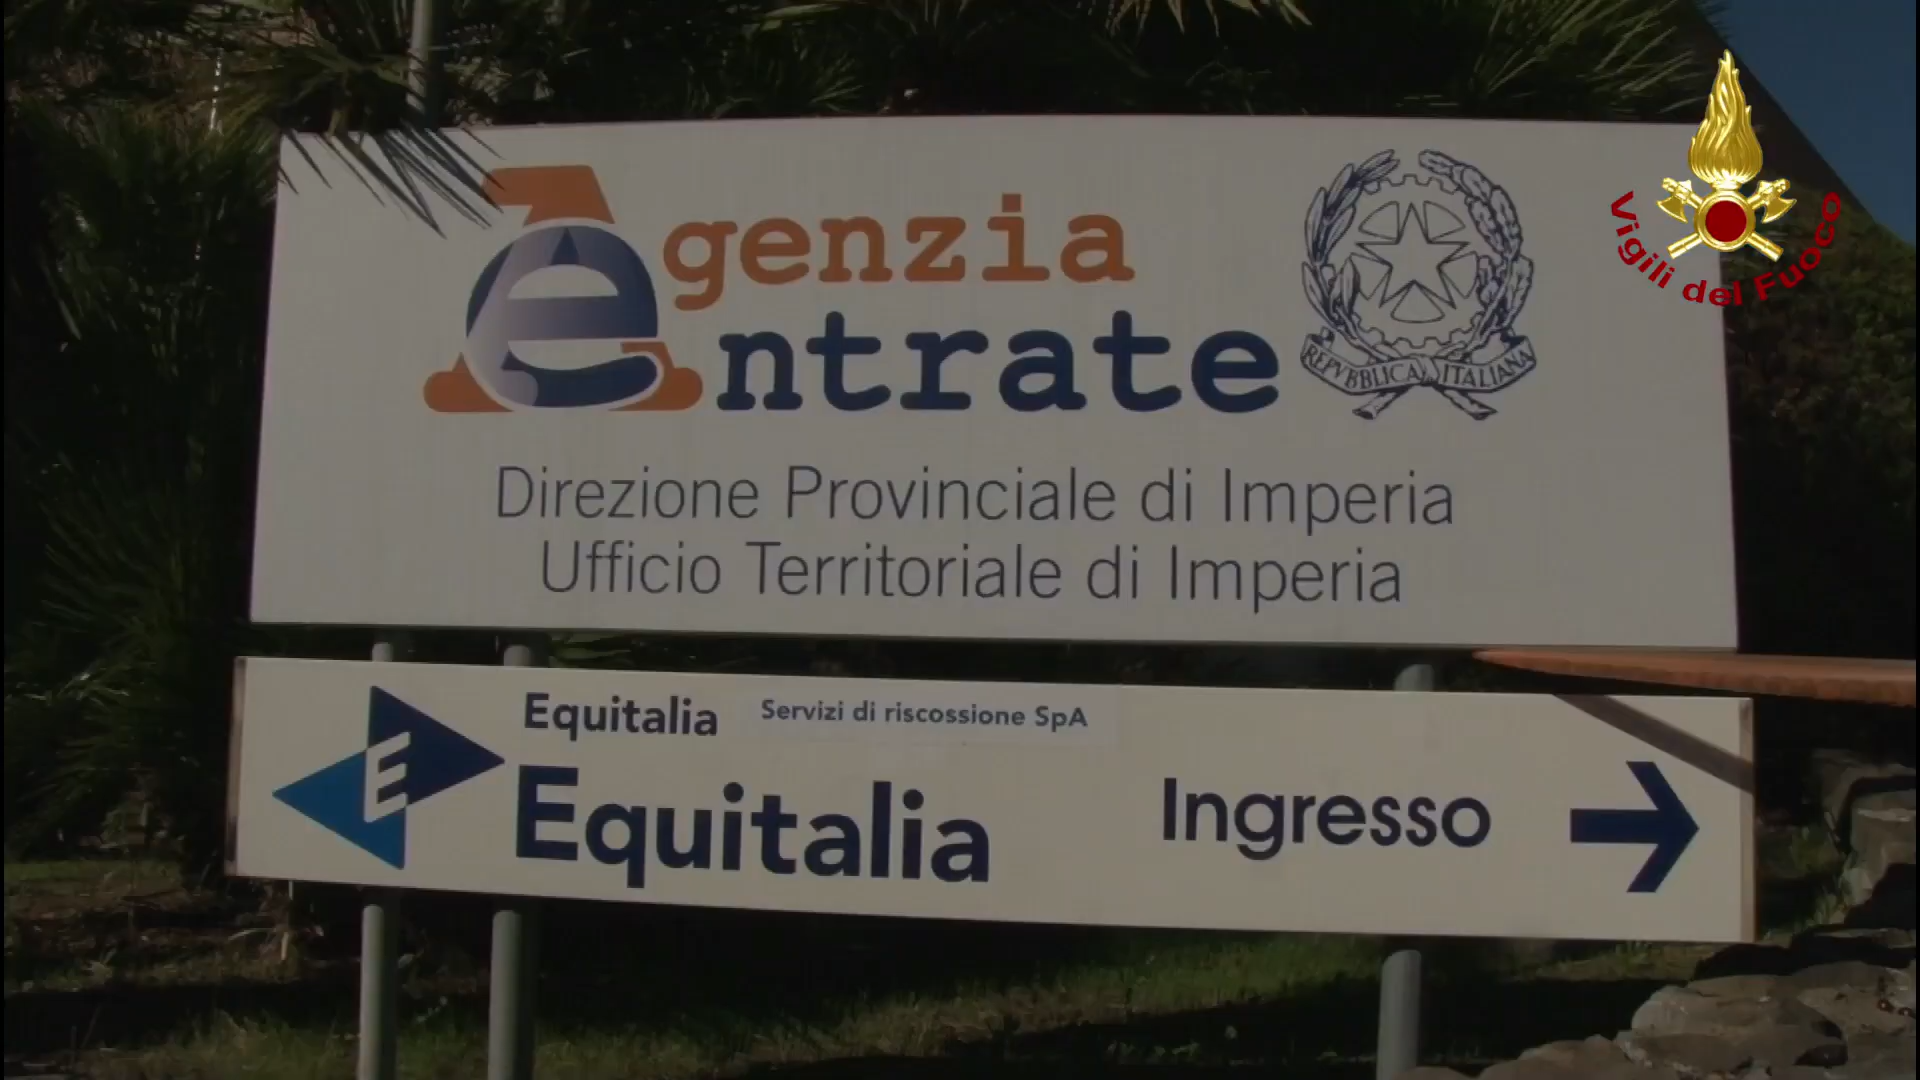 Agenzia
Entrate
REPVBBLICA ITALIANA
Vigili del Fuoco
Direzione Provinciale di Imperia
Ufficio Territoriale di Imperia
E
Equitalia Servizi di riscossione SpA
Equitalia
Ingresso